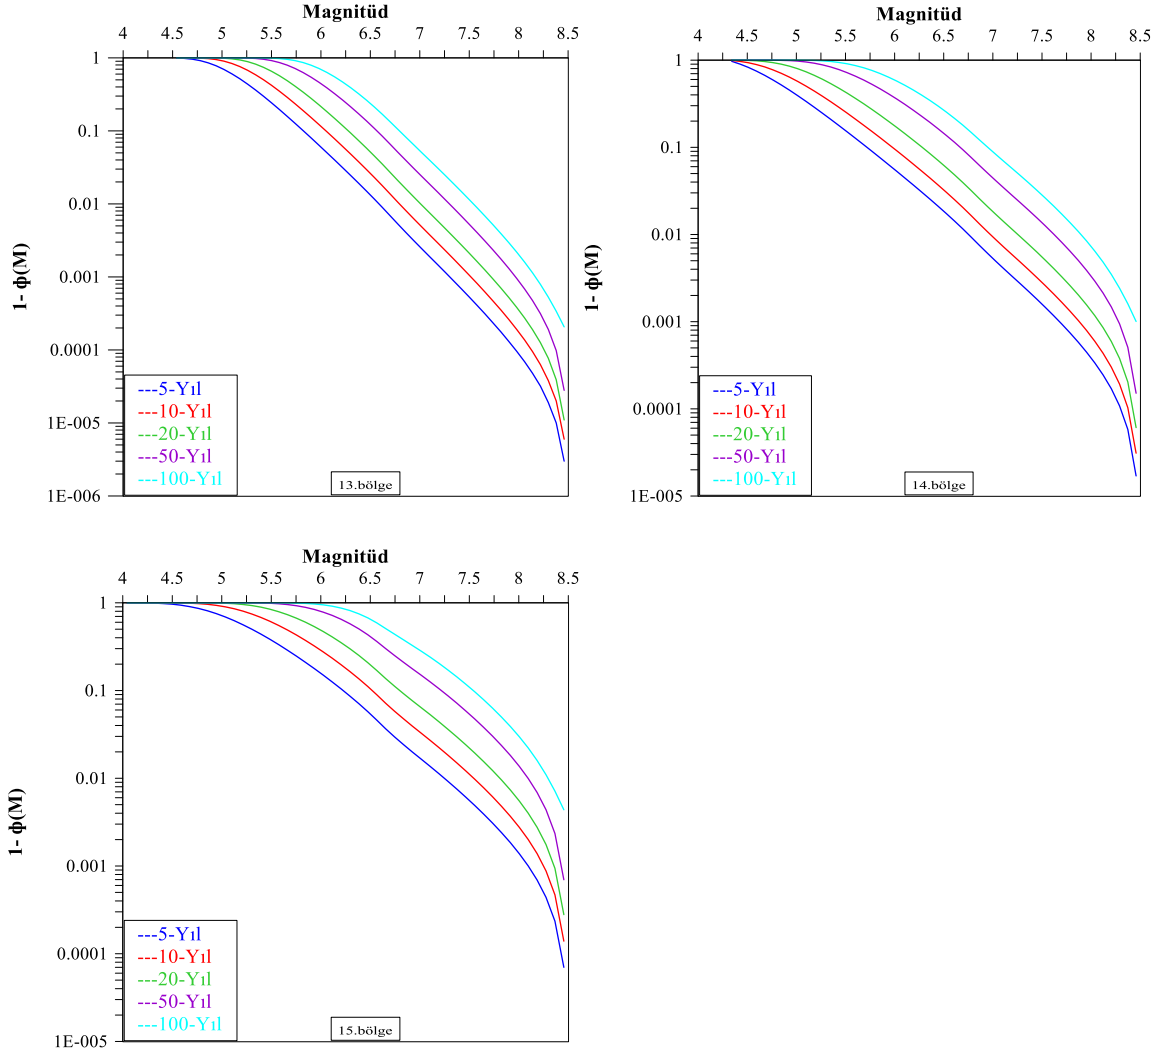 Magnitüd
4 4.5 5 5.5 6 6.5 7 7.5 8 8.5
1
0.1
0.01
0.001
0.0001
1E-005
1E-006
1- ϕ(M)
---5-Yıl
---10-Yıl
---20-Yıl
---50-Yıl
---100-Yıl
13.bölge
Magnitüd
4 4.5 5 5.5 6 6.5 7 7.5 8 8.5
1
0.1
0.01
0.001
0.0001
1E-005
1- ϕ(M)
---5-Yıl
---10-Yıl
---20-Yıl
---50-Yıl
---100-Yıl
14.bölge
Magnitüd
4 4.5 5 5.5 6 6.5 7 7.5 8 8.5
1
0.1
0.01
0.001
0.0001
1E-005
1- ϕ(M)
---5-Yıl
---10-Yıl
---20-Yıl
---50-Yıl
---100-Yıl
15.bölge